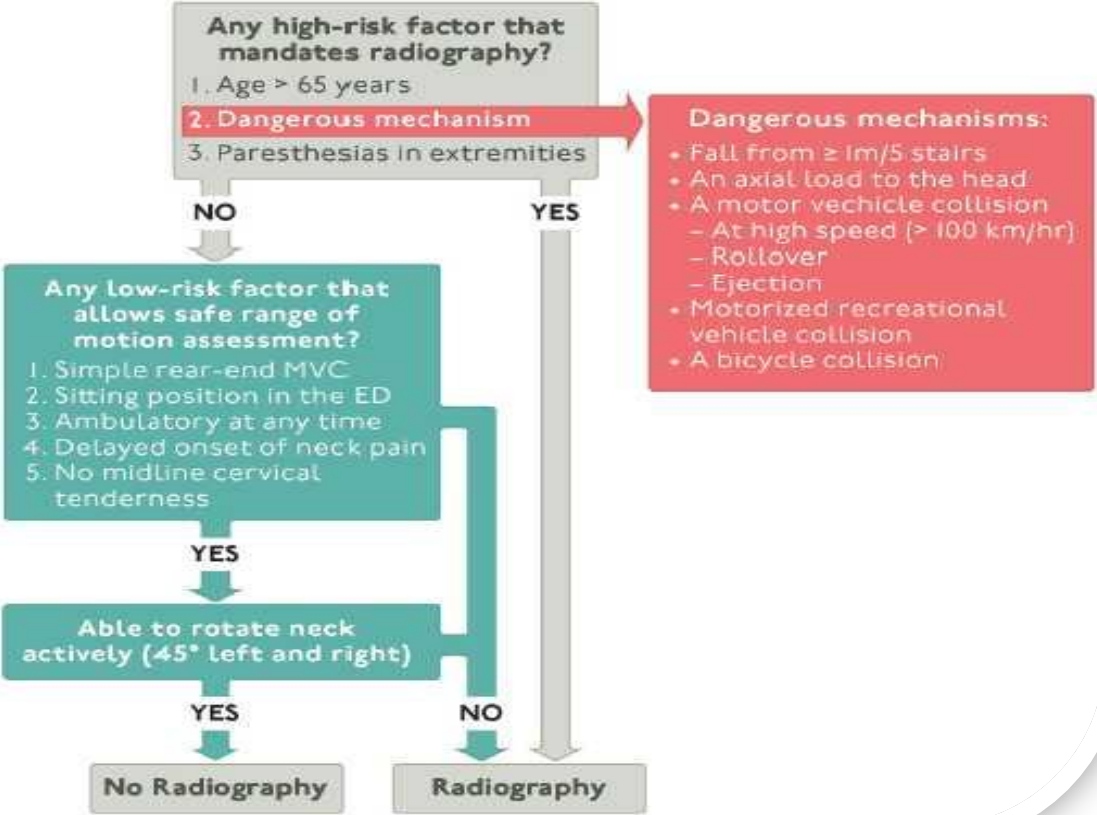 Any high-risk factor that
mandates radiography?
1. Age > 65 years
2. Dangerous mechanism
3. Paresthesias in extremities
Dangerous mechanisms:
• Fall from ≥ 1m/5 stairs
• An axial load to the head
• A motor vechicle collision
– At high speed (> 100 km/hr)
– Rollover
– Ejection
• Motorized recreational
vehicle collision
• A bicycle collision
NO
YES
Any low-risk factor that
allows safe range of
motion assessment?
1. Simple rear-end MVC
2. Sitting position in the ED
3. Ambulatory at any time
4. Delayed onset of neck pain
5. No midline cervical
tenderness
YES
Able to rotate neck
actively (45° left and right)
YES
NO
No Radiography
Radiography